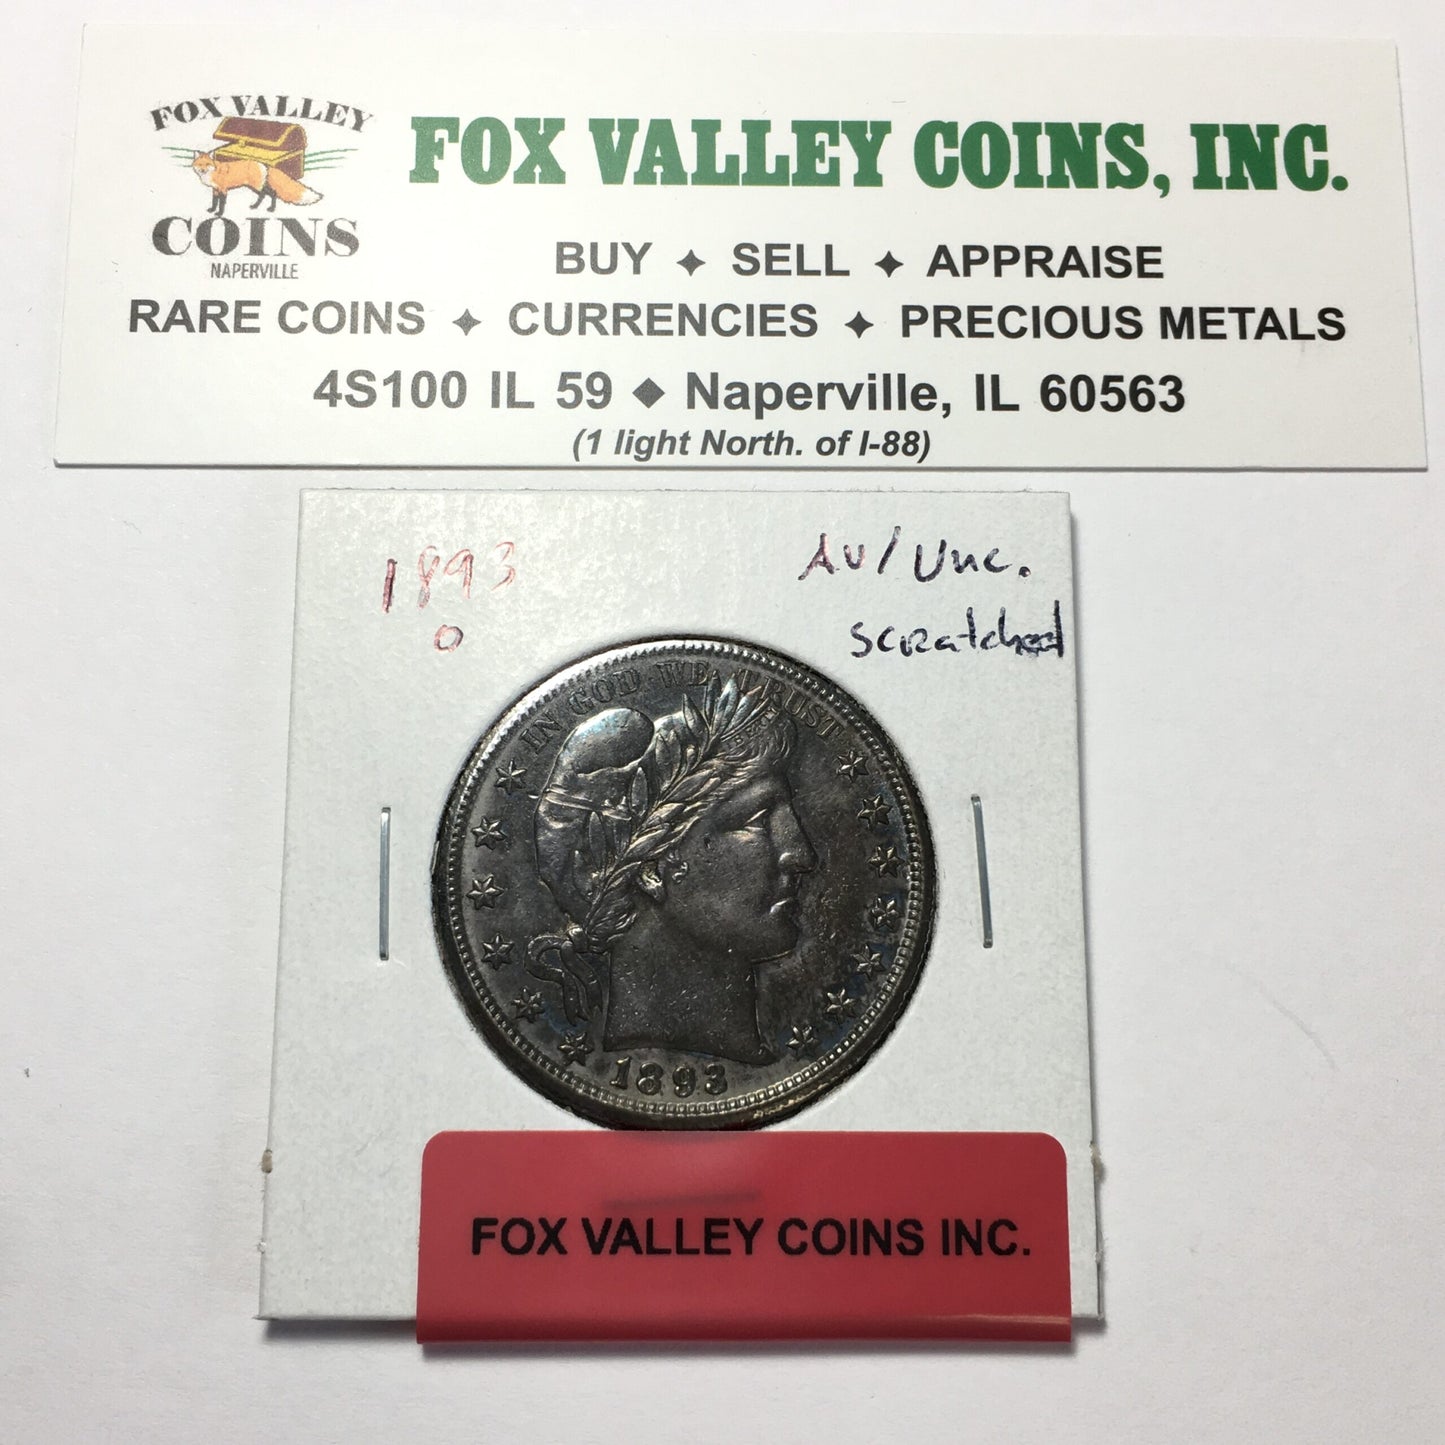 FOX VALLEY
COINS
NAPERVILLE
FOX VALLEY COINS, INC.
BUY ✦ SELL ✦ APPRAISE
RARE COINS ✦ CURRENCIES ✦ PRECIOUS METALS
4S100 IL 59 ◆ Naperville, IL 60563
(1 light North. of I-88)
1893
O
AU/Unc.
scratched
IN GOD WE TRUST
1893
FOX VALLEY COINS INC.